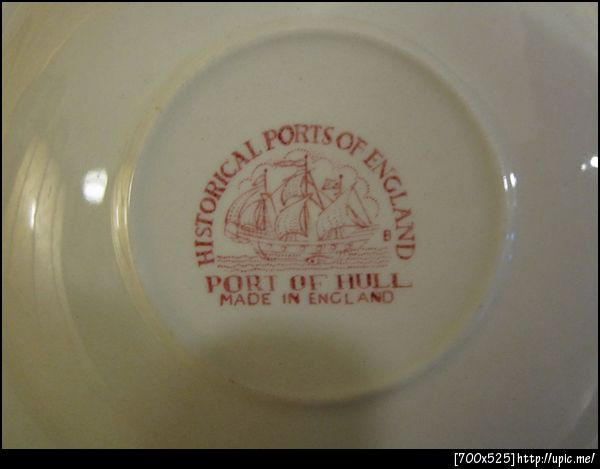 HISTORICAL PORTS OF ENGLAND
B
PORT OF HULL
MADE IN ENGLAND
[700x525]http://upic.me/